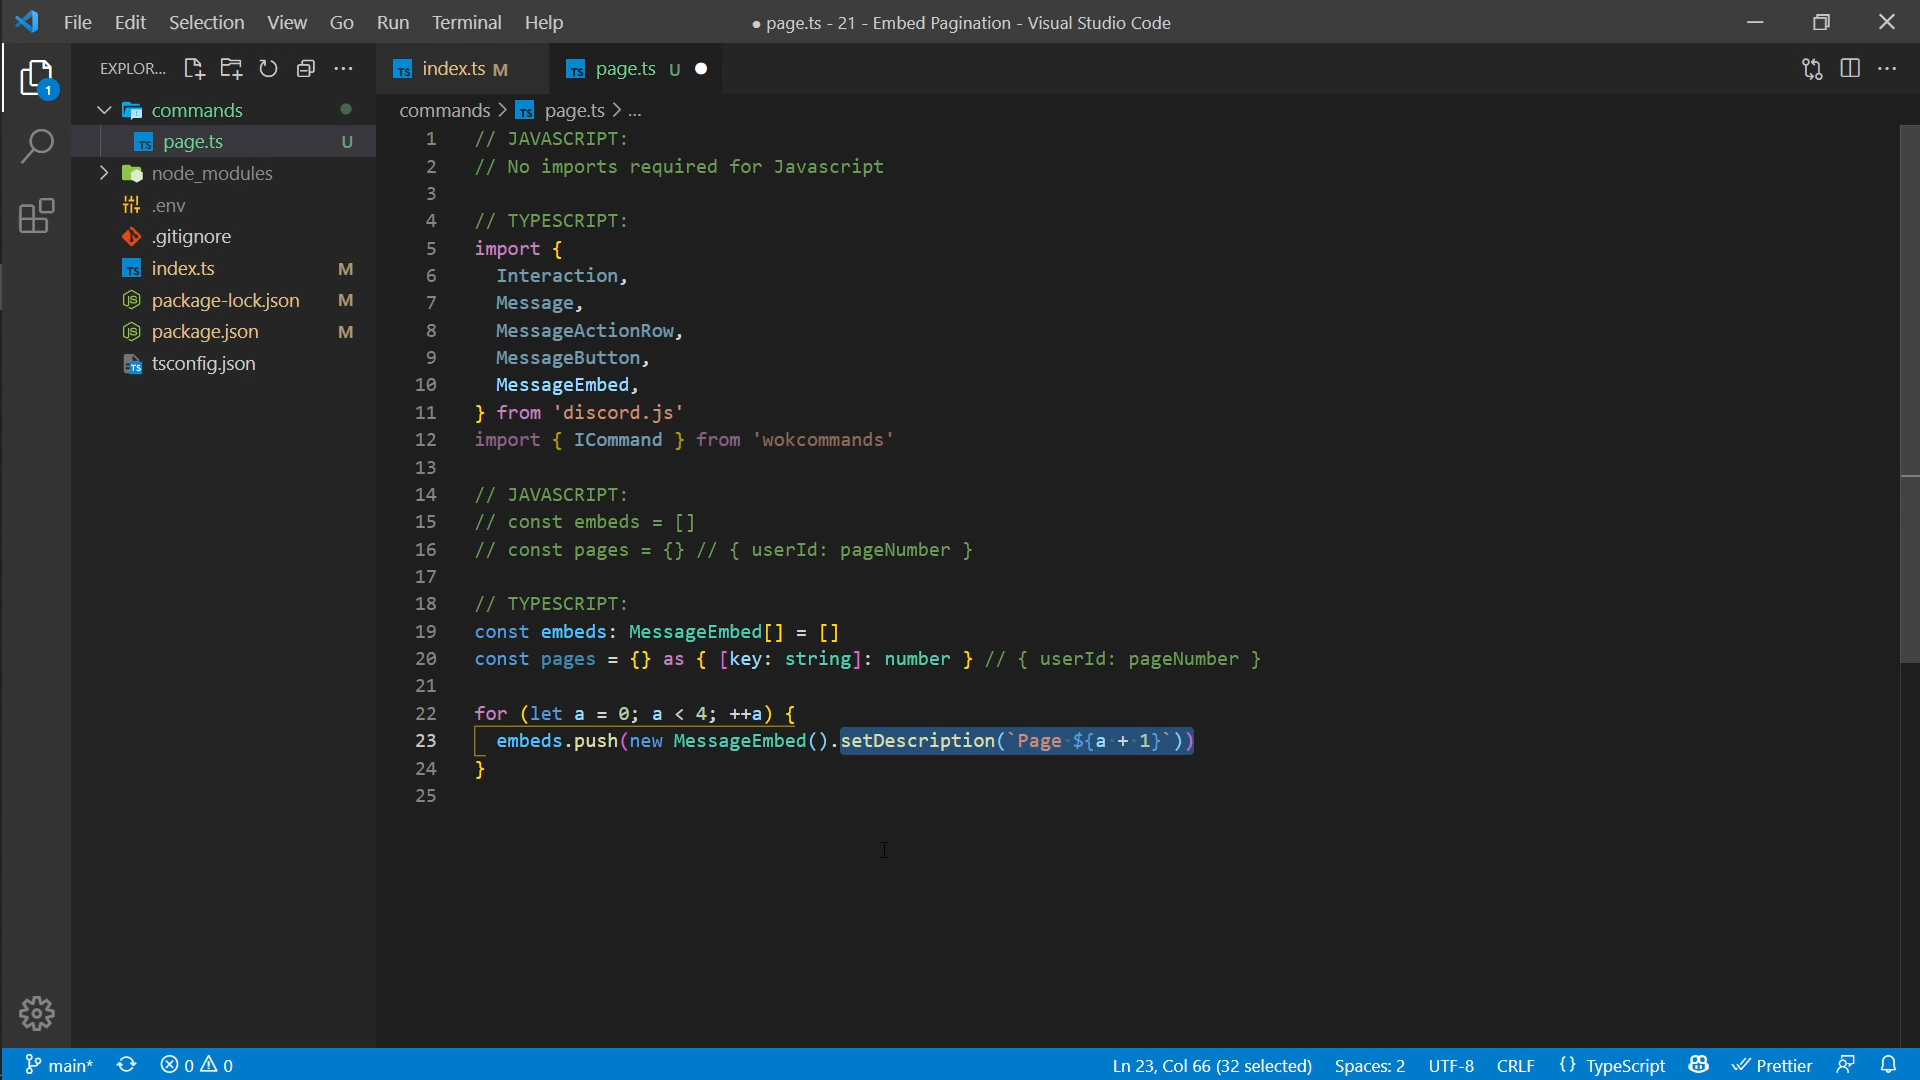 File Edit Selection View Go Run Terminal Help
● page.ts - 21 - Embed Pagination - Visual Studio Code
EXPLOR...
index.ts M
page.ts U
commands > page.ts > ...
1
commands
page.ts U
node_modules
.env
.gitignore
index.ts M
package-lock.json M
package.json M
tsconfig.json
1 // JAVASCRIPT:
2 // No imports required for Javascript
3
4 // TYPESCRIPT:
5 import {
6 Interaction,
7 Message,
8 MessageActionRow,
9 MessageButton,
10 MessageEmbed,
11 } from 'discord.js'
12 import { ICommand } from 'wokcommands'
13
14 // JAVASCRIPT:
15 // const embeds = []
16 // const pages = {} // { userId: pageNumber }
17
18 // TYPESCRIPT:
19 const embeds: MessageEmbed[] = []
20 const pages = {} as { [key: string]: number } // { userId: pageNumber }
21
22 for (let a = 0; a < 4; ++a) {
23 embeds.push(new MessageEmbed().setDescription(`Page ${a + 1}`))
24 }
25
main* 0 0 Ln 23, Col 66 (32 selected) Spaces: 2 UTF-8 CRLF {} TypeScript Prettier